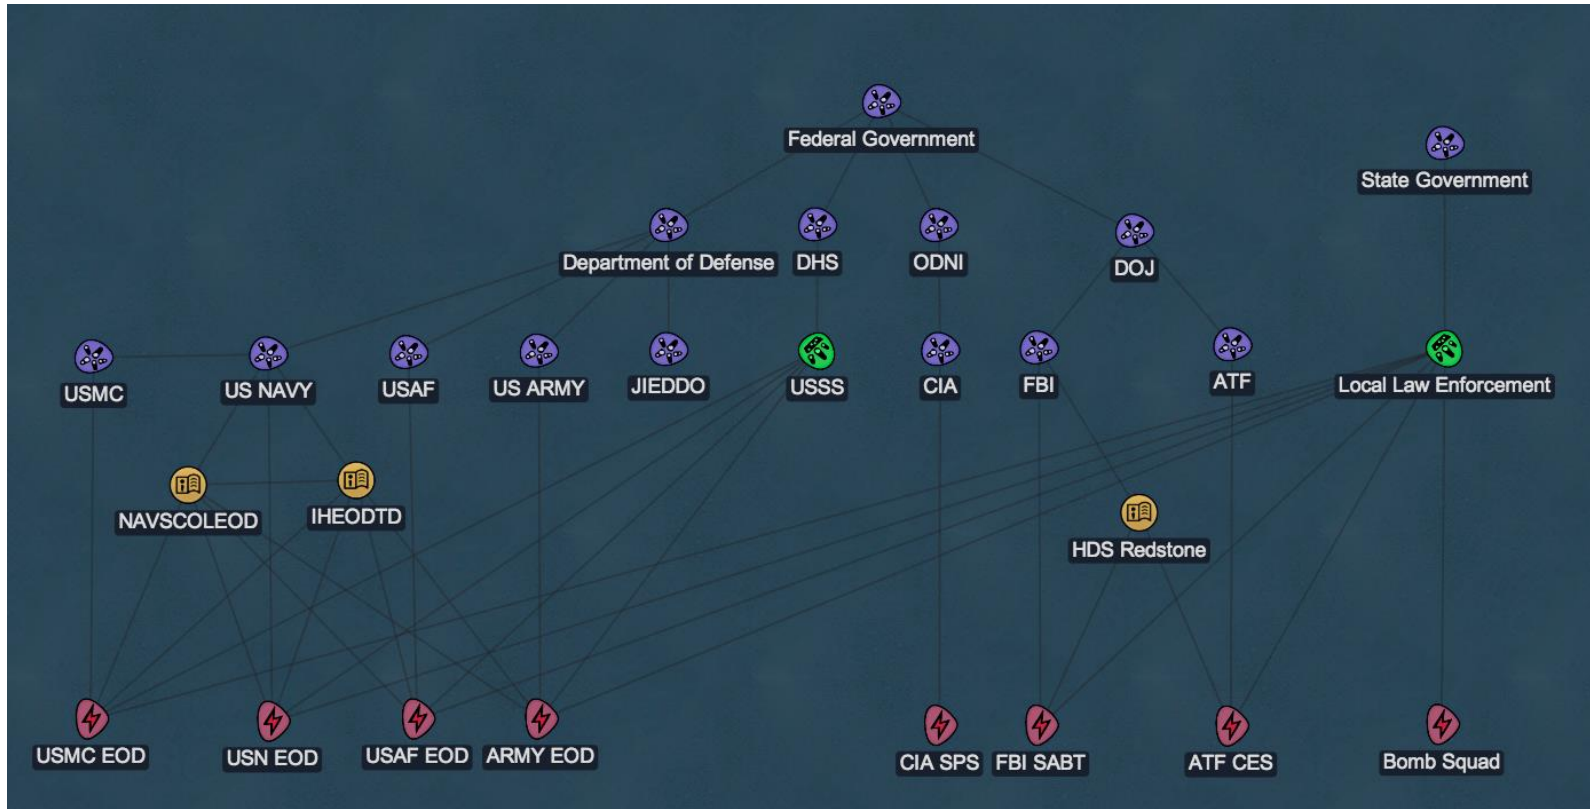 Federal Government
State Government
Department of Defense
DHS
ODNI
DOJ
USMC
US NAVY
USAF
US ARMY
JIEDDO
USSS
CIA
FBI
ATF
Local Law Enforcement
NAVSCOLEOD
IHEODTD
HDS Redstone
USMC EOD
USN EOD
USAF EOD
ARMY EOD
CIA SPS
FBI SABT
ATF CES
Bomb Squad